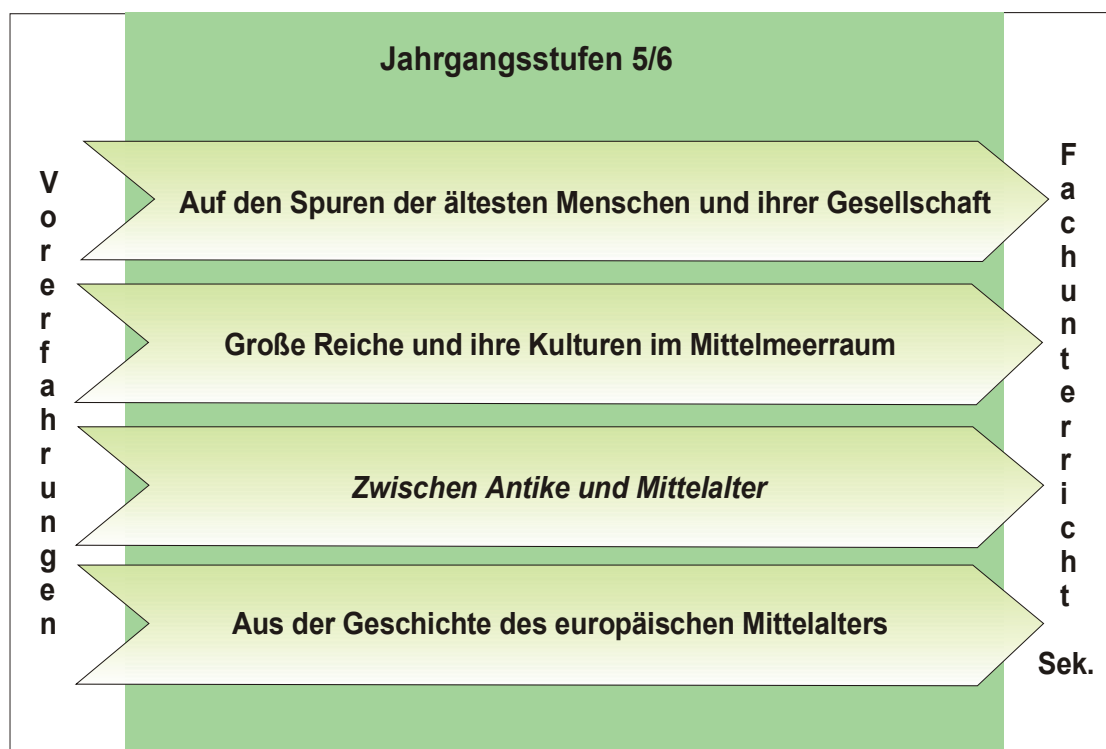 Jahrgangsstufen 5/6
Vorerfahrungen
Auf den Spuren der ältesten Menschen und ihrer Gesellschaft
Große Reiche und ihre Kulturen im Mittelmeerraum
Zwischen Antike und Mittelalter
Aus der Geschichte des europäischen Mittelalters
Fachunterricht
Sek.